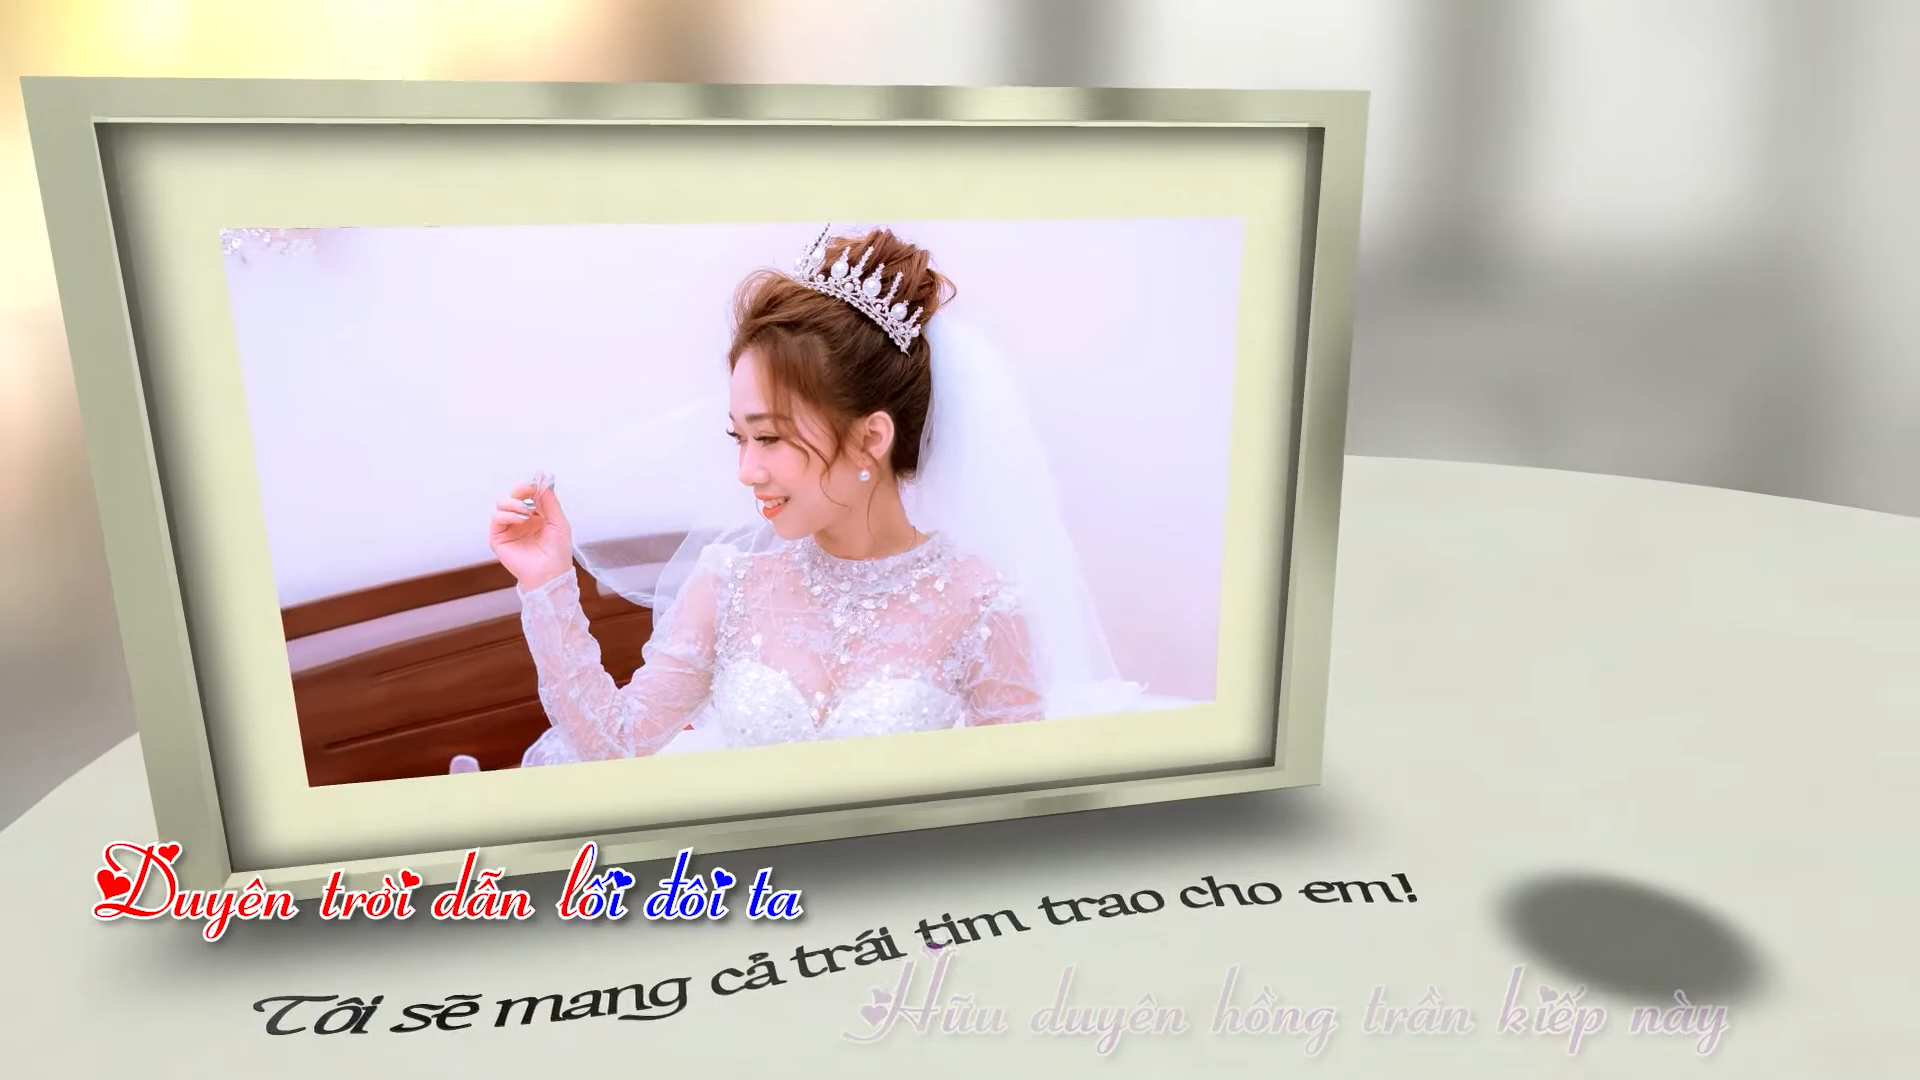 Duyên trời dẫn lối đôi ta
Tôi sẽ mang cả trái tim trao cho em!
Hữu duyên hồng trần kiếp này